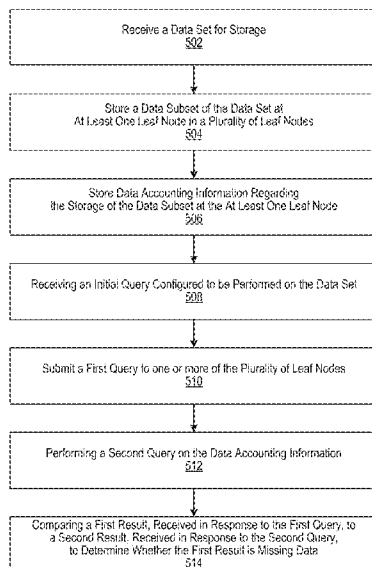 Receive a Data Set for Storage
502
Store a Data Subset of the Data Set at
At Least One Leaf Node in a Plurality of Leaf Nodes
504
Store Data Accounting Information Regarding
the Storage of the Data Subset at the At Least One Leaf Node
506
Receiving an Initial Query Configured to be Performed on the Data Set
508
Submit a First Query to one or more of the Plurality of Leaf Nodes
510
Performing a Second Query on the Data Accounting Information
512
Comparing a First Result, Received in Response to the First Query, to
a Second Result, Received in Response to the Second Query,
to Determine Whether the First Result is Missing Data
514